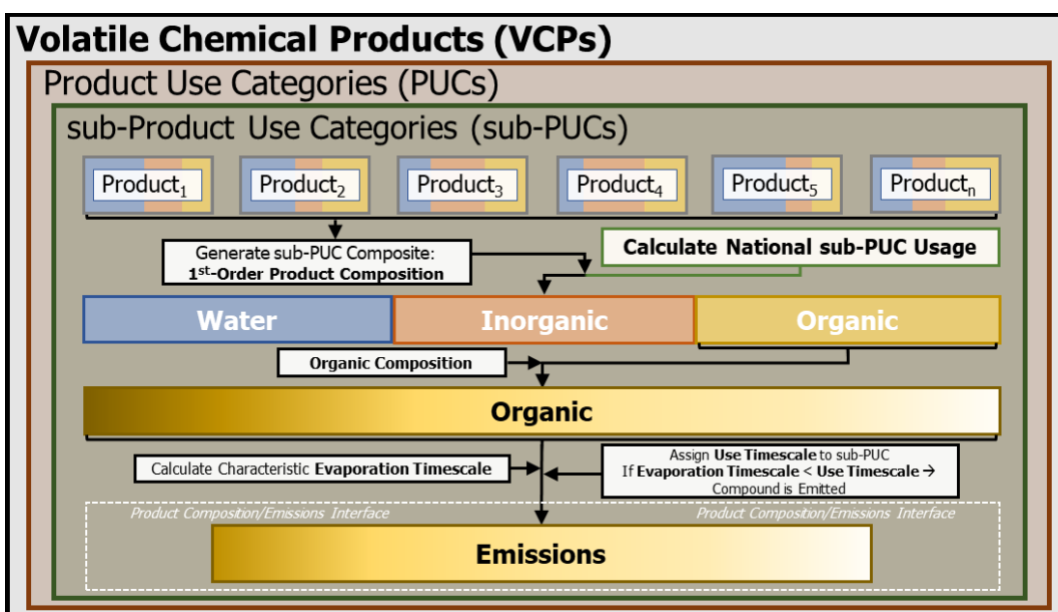 Volatile Chemical Products (VCPs)
Product Use Categories (PUCs)
sub-Product Use Categories (sub-PUCs)
Product₁ Product₂ Product₃ Product₄ Product₅ Productₙ
Generate sub-PUC Composite:
1ˢᵗ-Order Product Composition
Calculate National sub-PUC Usage
Water Inorganic Organic
Organic Composition
Organic
Calculate Characteristic Evaporation Timescale
Assign Use Timescale to sub-PUC
If Evaporation Timescale < Use Timescale →
Compound is Emitted
Product Composition/Emissions Interface Product Composition/Emissions Interface
Emissions